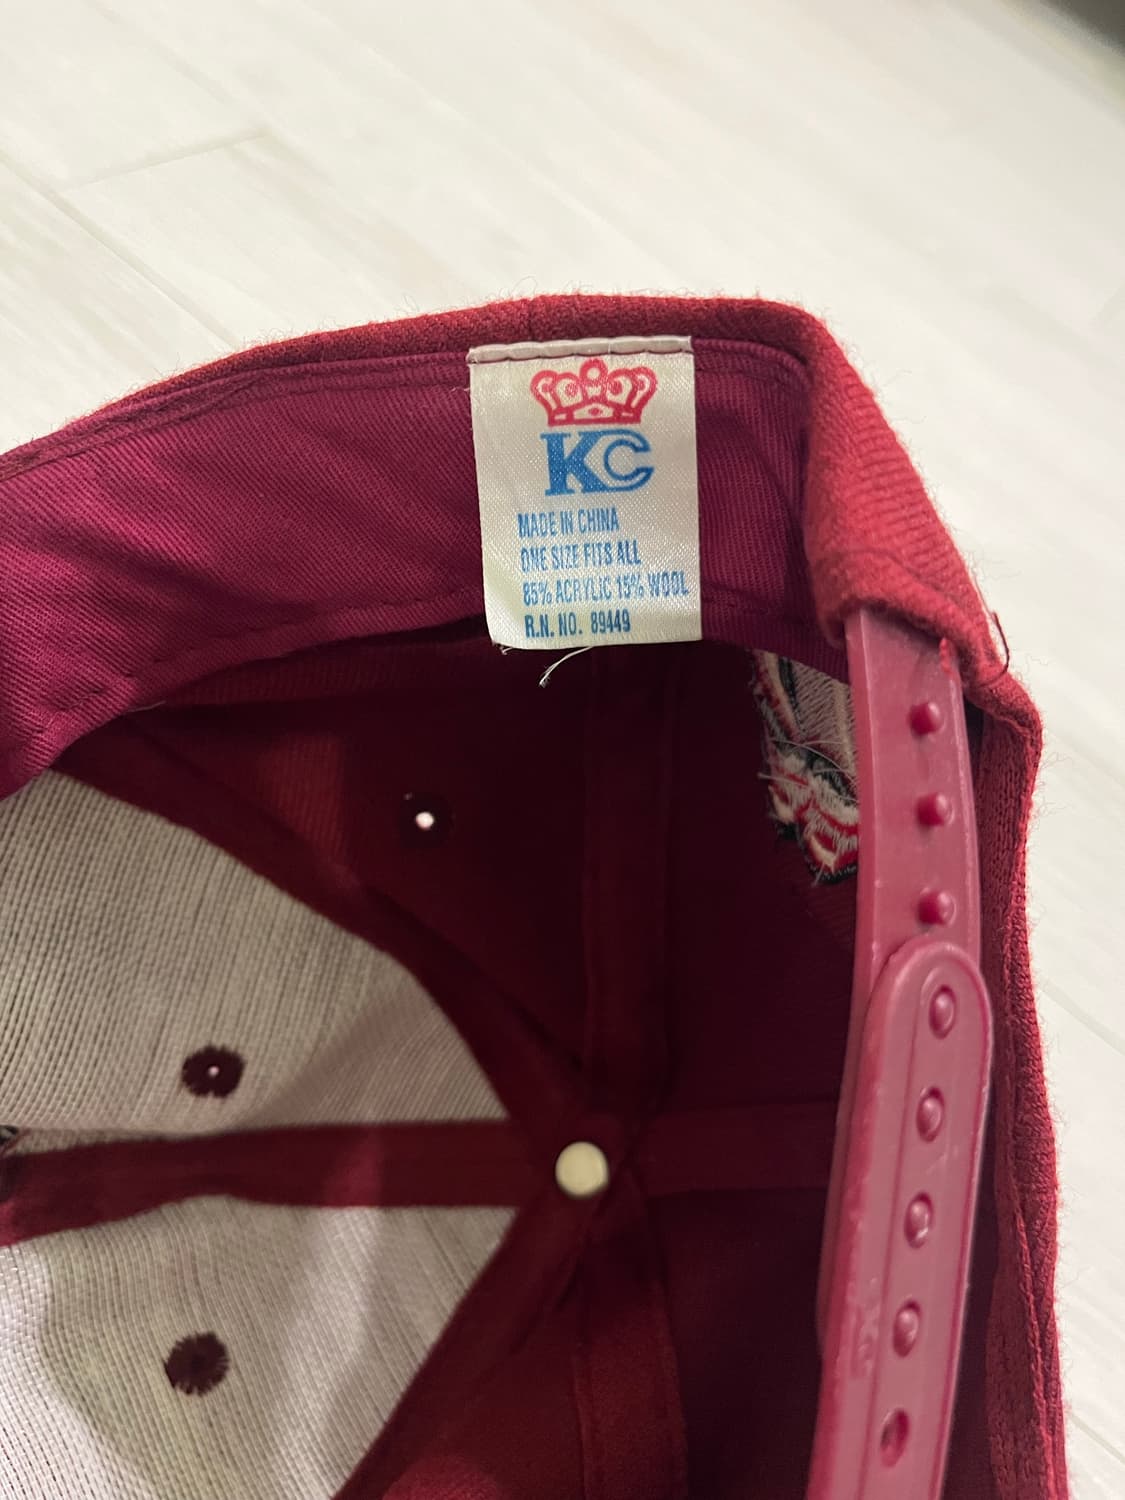 KC
MADE IN CHINA
ONE SIZE FITS ALL
85% ACRYLIC 15% WOOL
R.N. NO. 89449